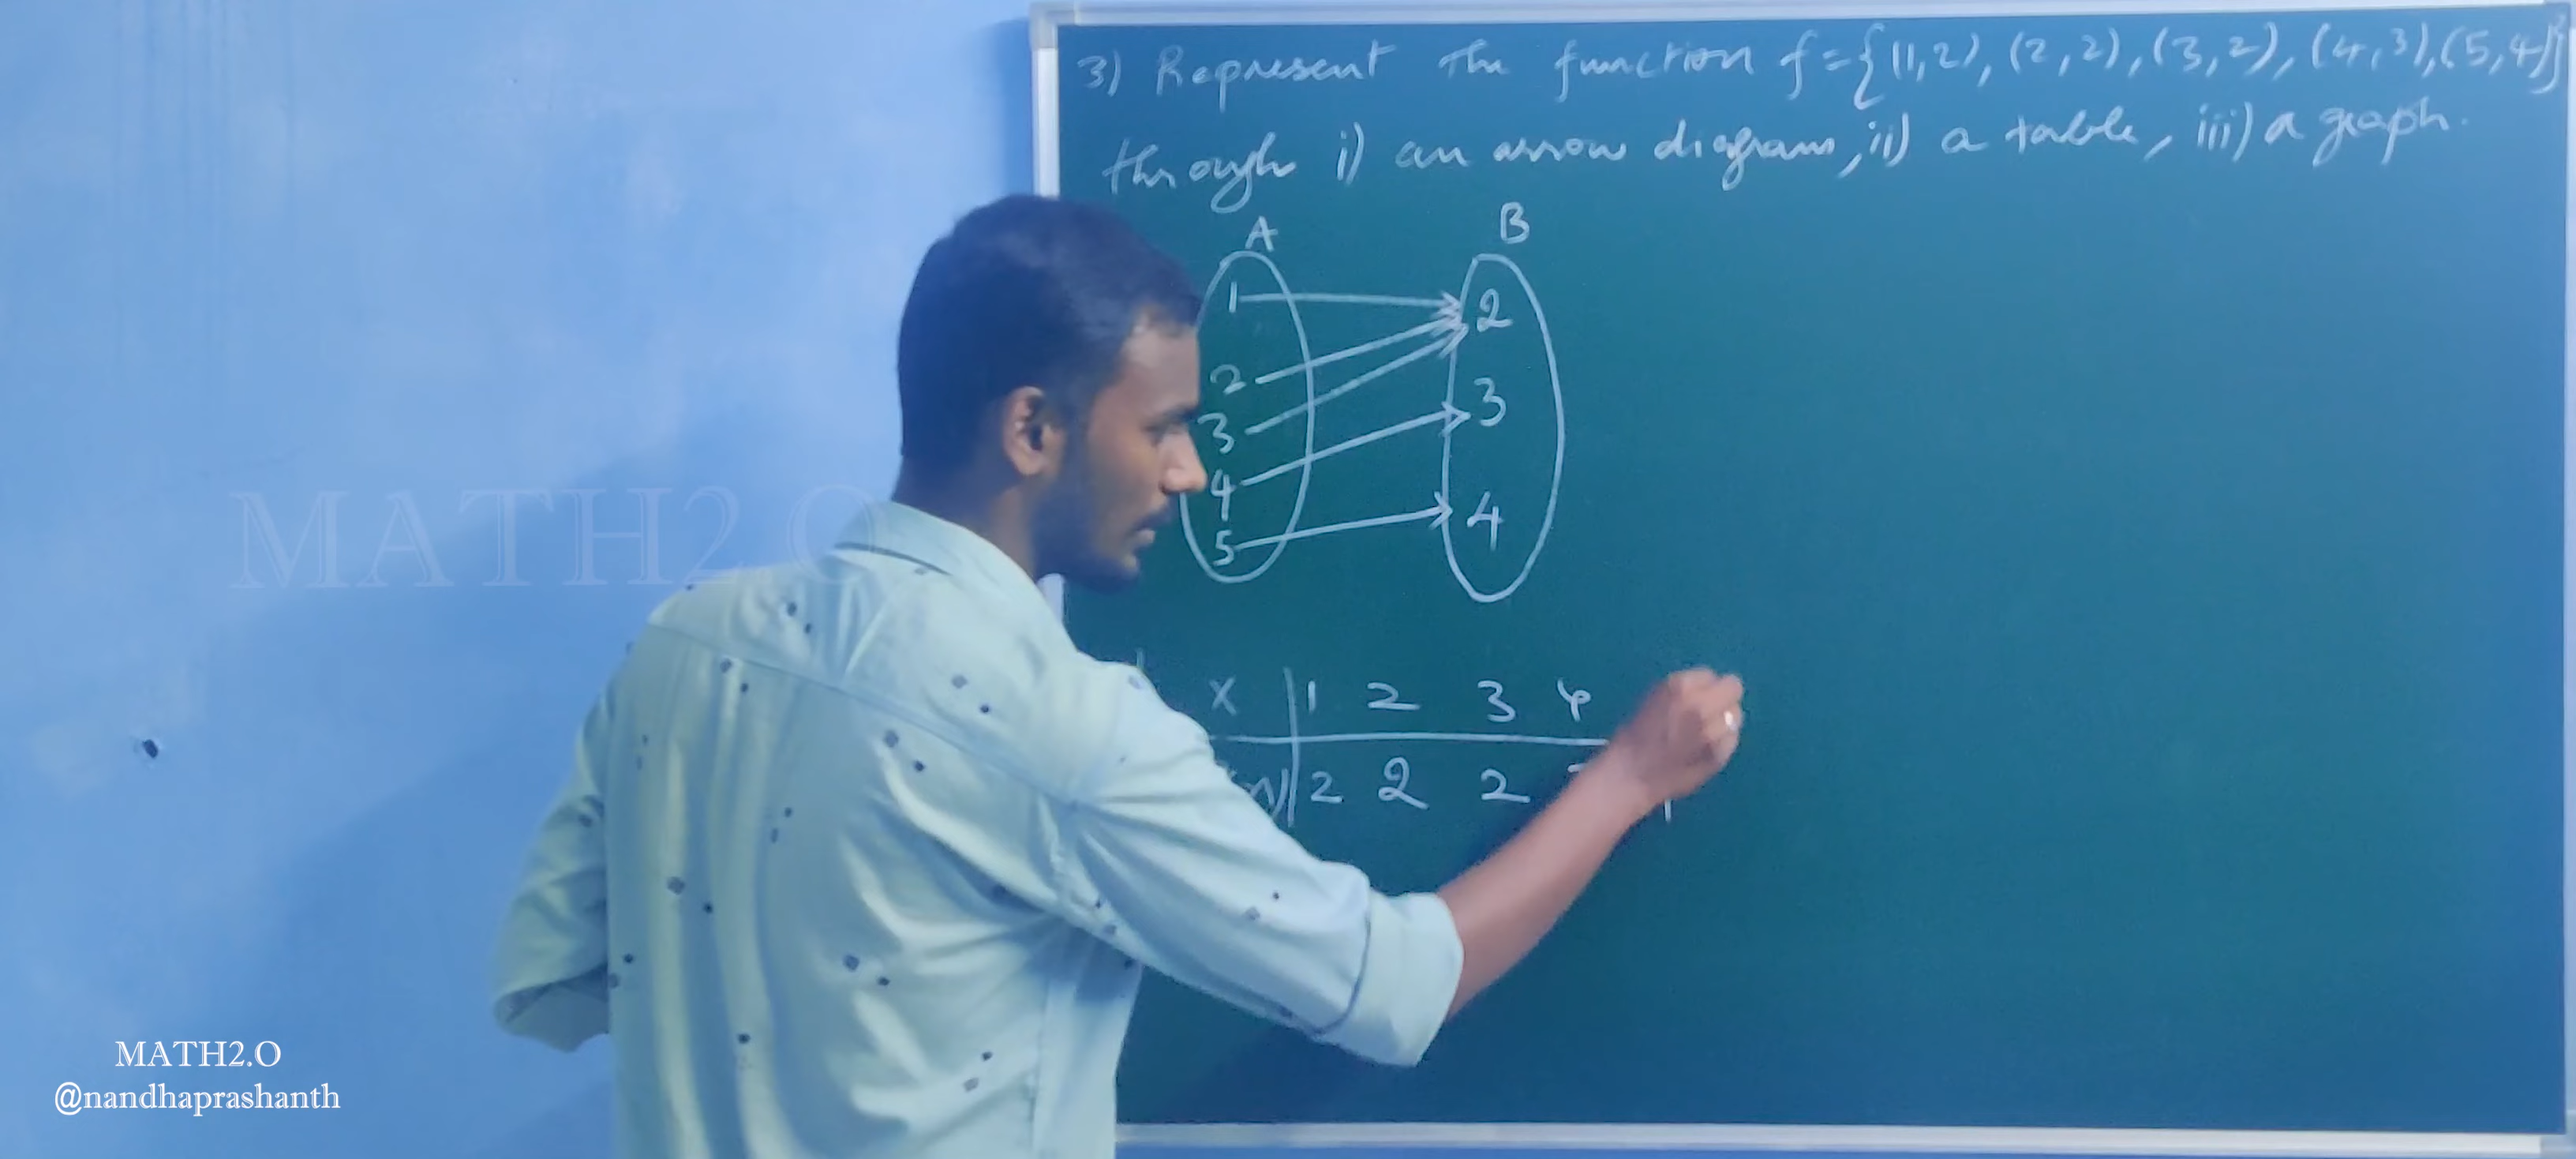 3) Represent the function f = {(1,2), (2,2), (3,2), (4,3), (5,4)}
through i) an arrow diagram, ii) a table, iii) a graph.
A B
1 2
2
3 3
4
5 4
x 1 2 3 4
2 2 2
MATH2.O
MATH2.O
@nandhaprashanth